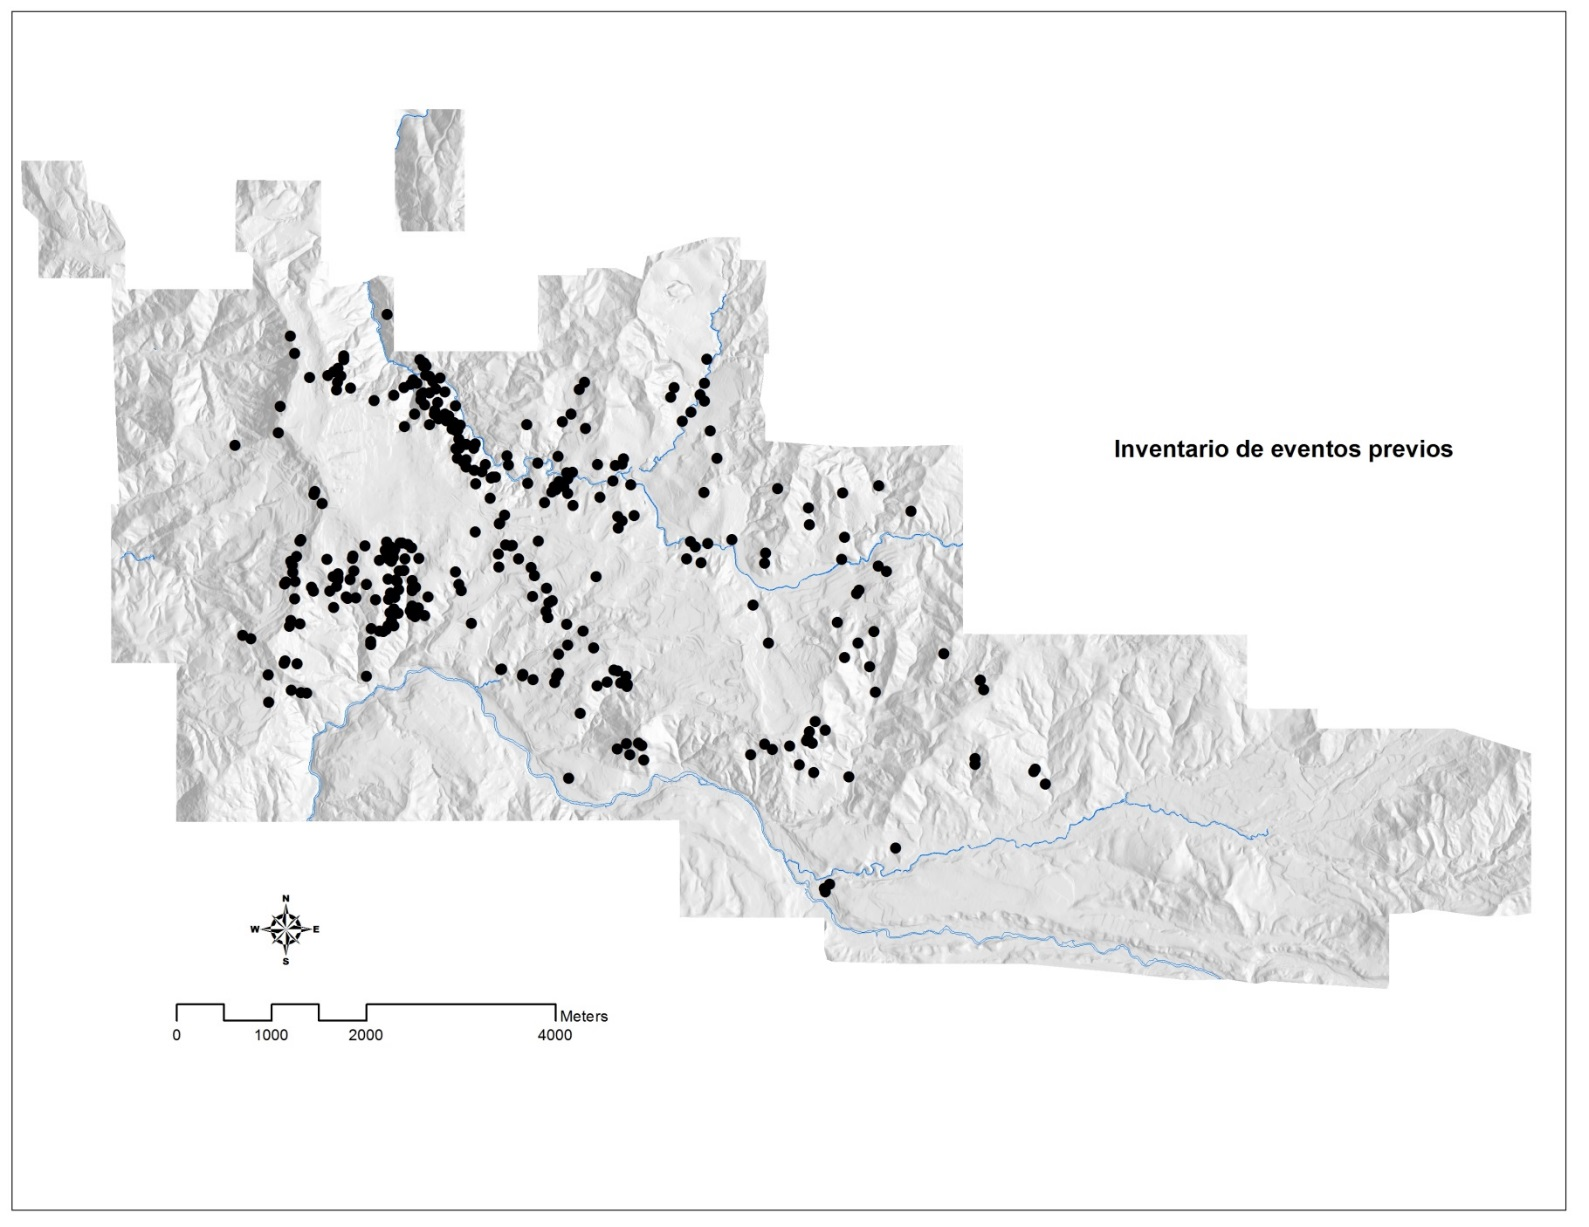 Inventario de eventos previos
N
W E
S
Meters
0 1000 2000 4000